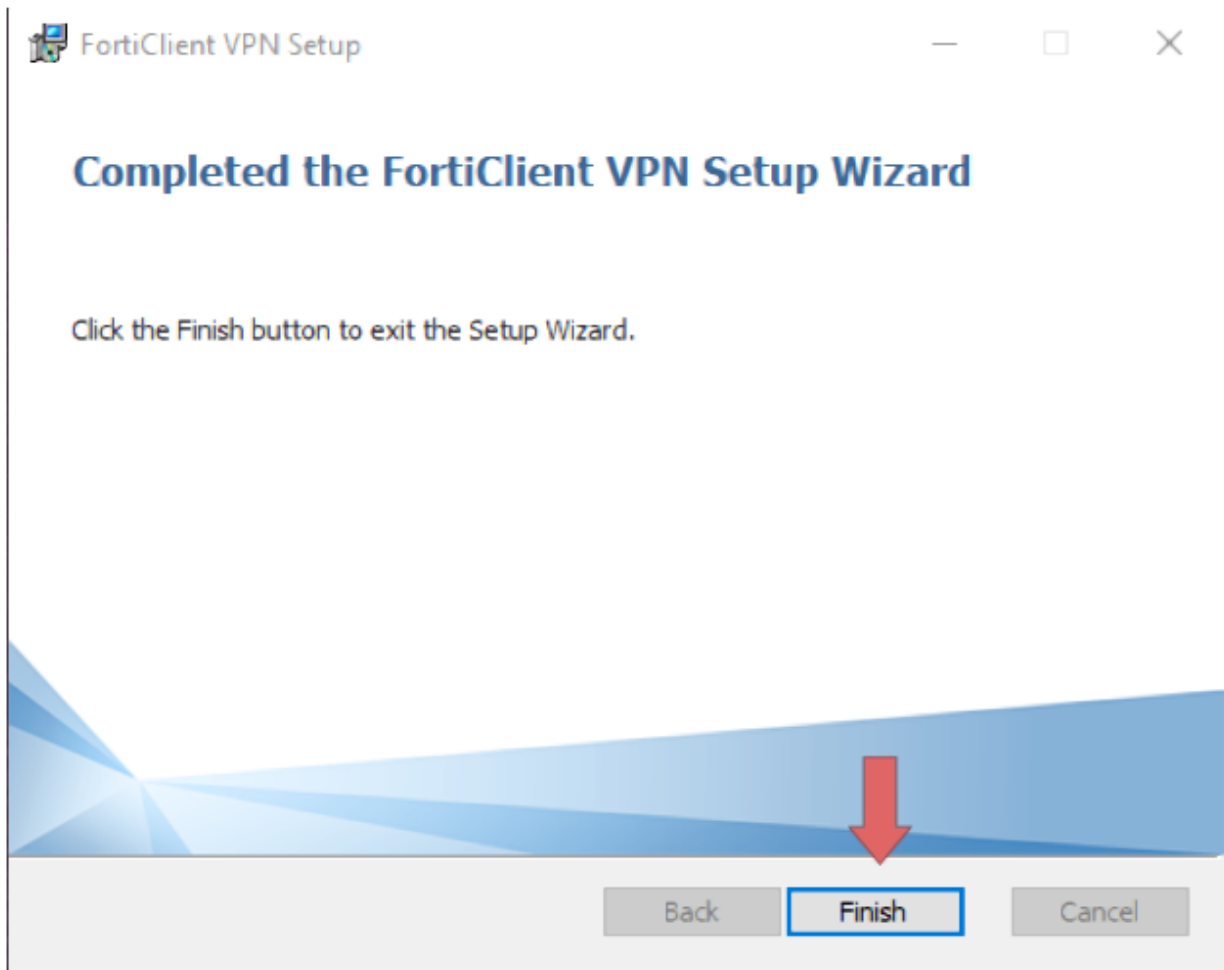 FortiClient VPN Setup
Completed the FortiClient VPN Setup Wizard
Click the Finish button to exit the Setup Wizard.
Back
Finish
Cancel